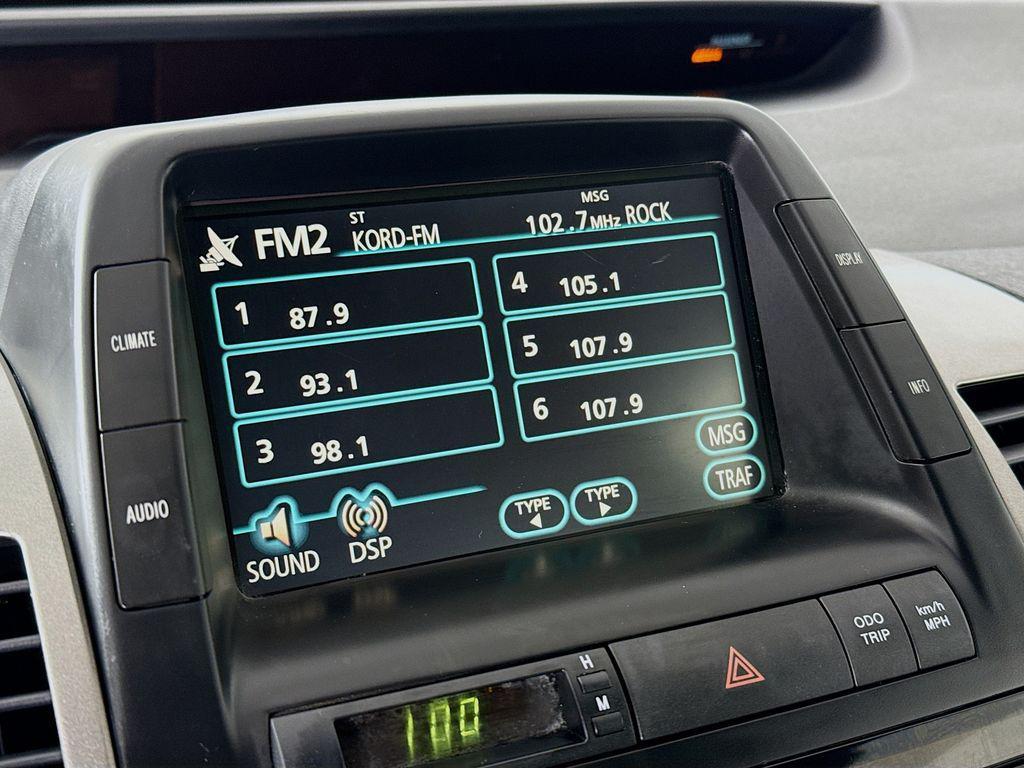 FM2 ST KORD-FM MSG 102.7 MHz ROCK
1 87.9
2 93.1
3 98.1
4 105.1
5 107.9
6 107.9
MSG
TRAF
SOUND DSP TYPE TYPE
CLIMATE
AUDIO
DISPLAY
INFO
H
M
1:00
ODO TRIP
km/h MPH